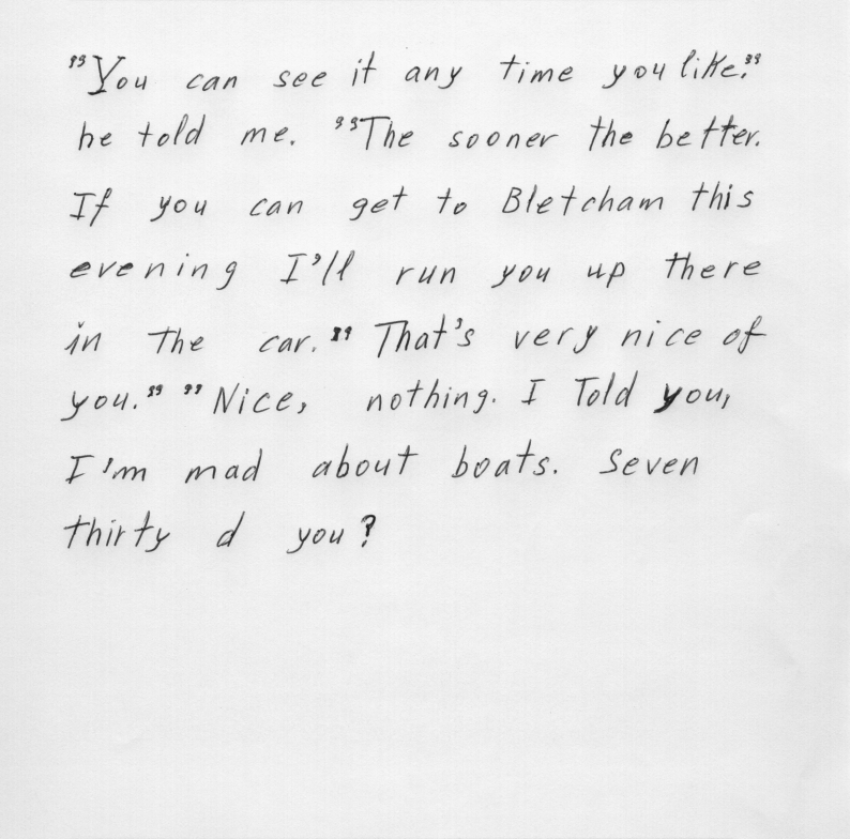 "You can see it any time you like."
he told me. "The sooner the better.
If you can get to Bletcham this
evening I'll run you up there
in the car." That's very nice of
you." "Nice, nothing. I Told you,
I'm mad about boats. Seven
thirty d you?